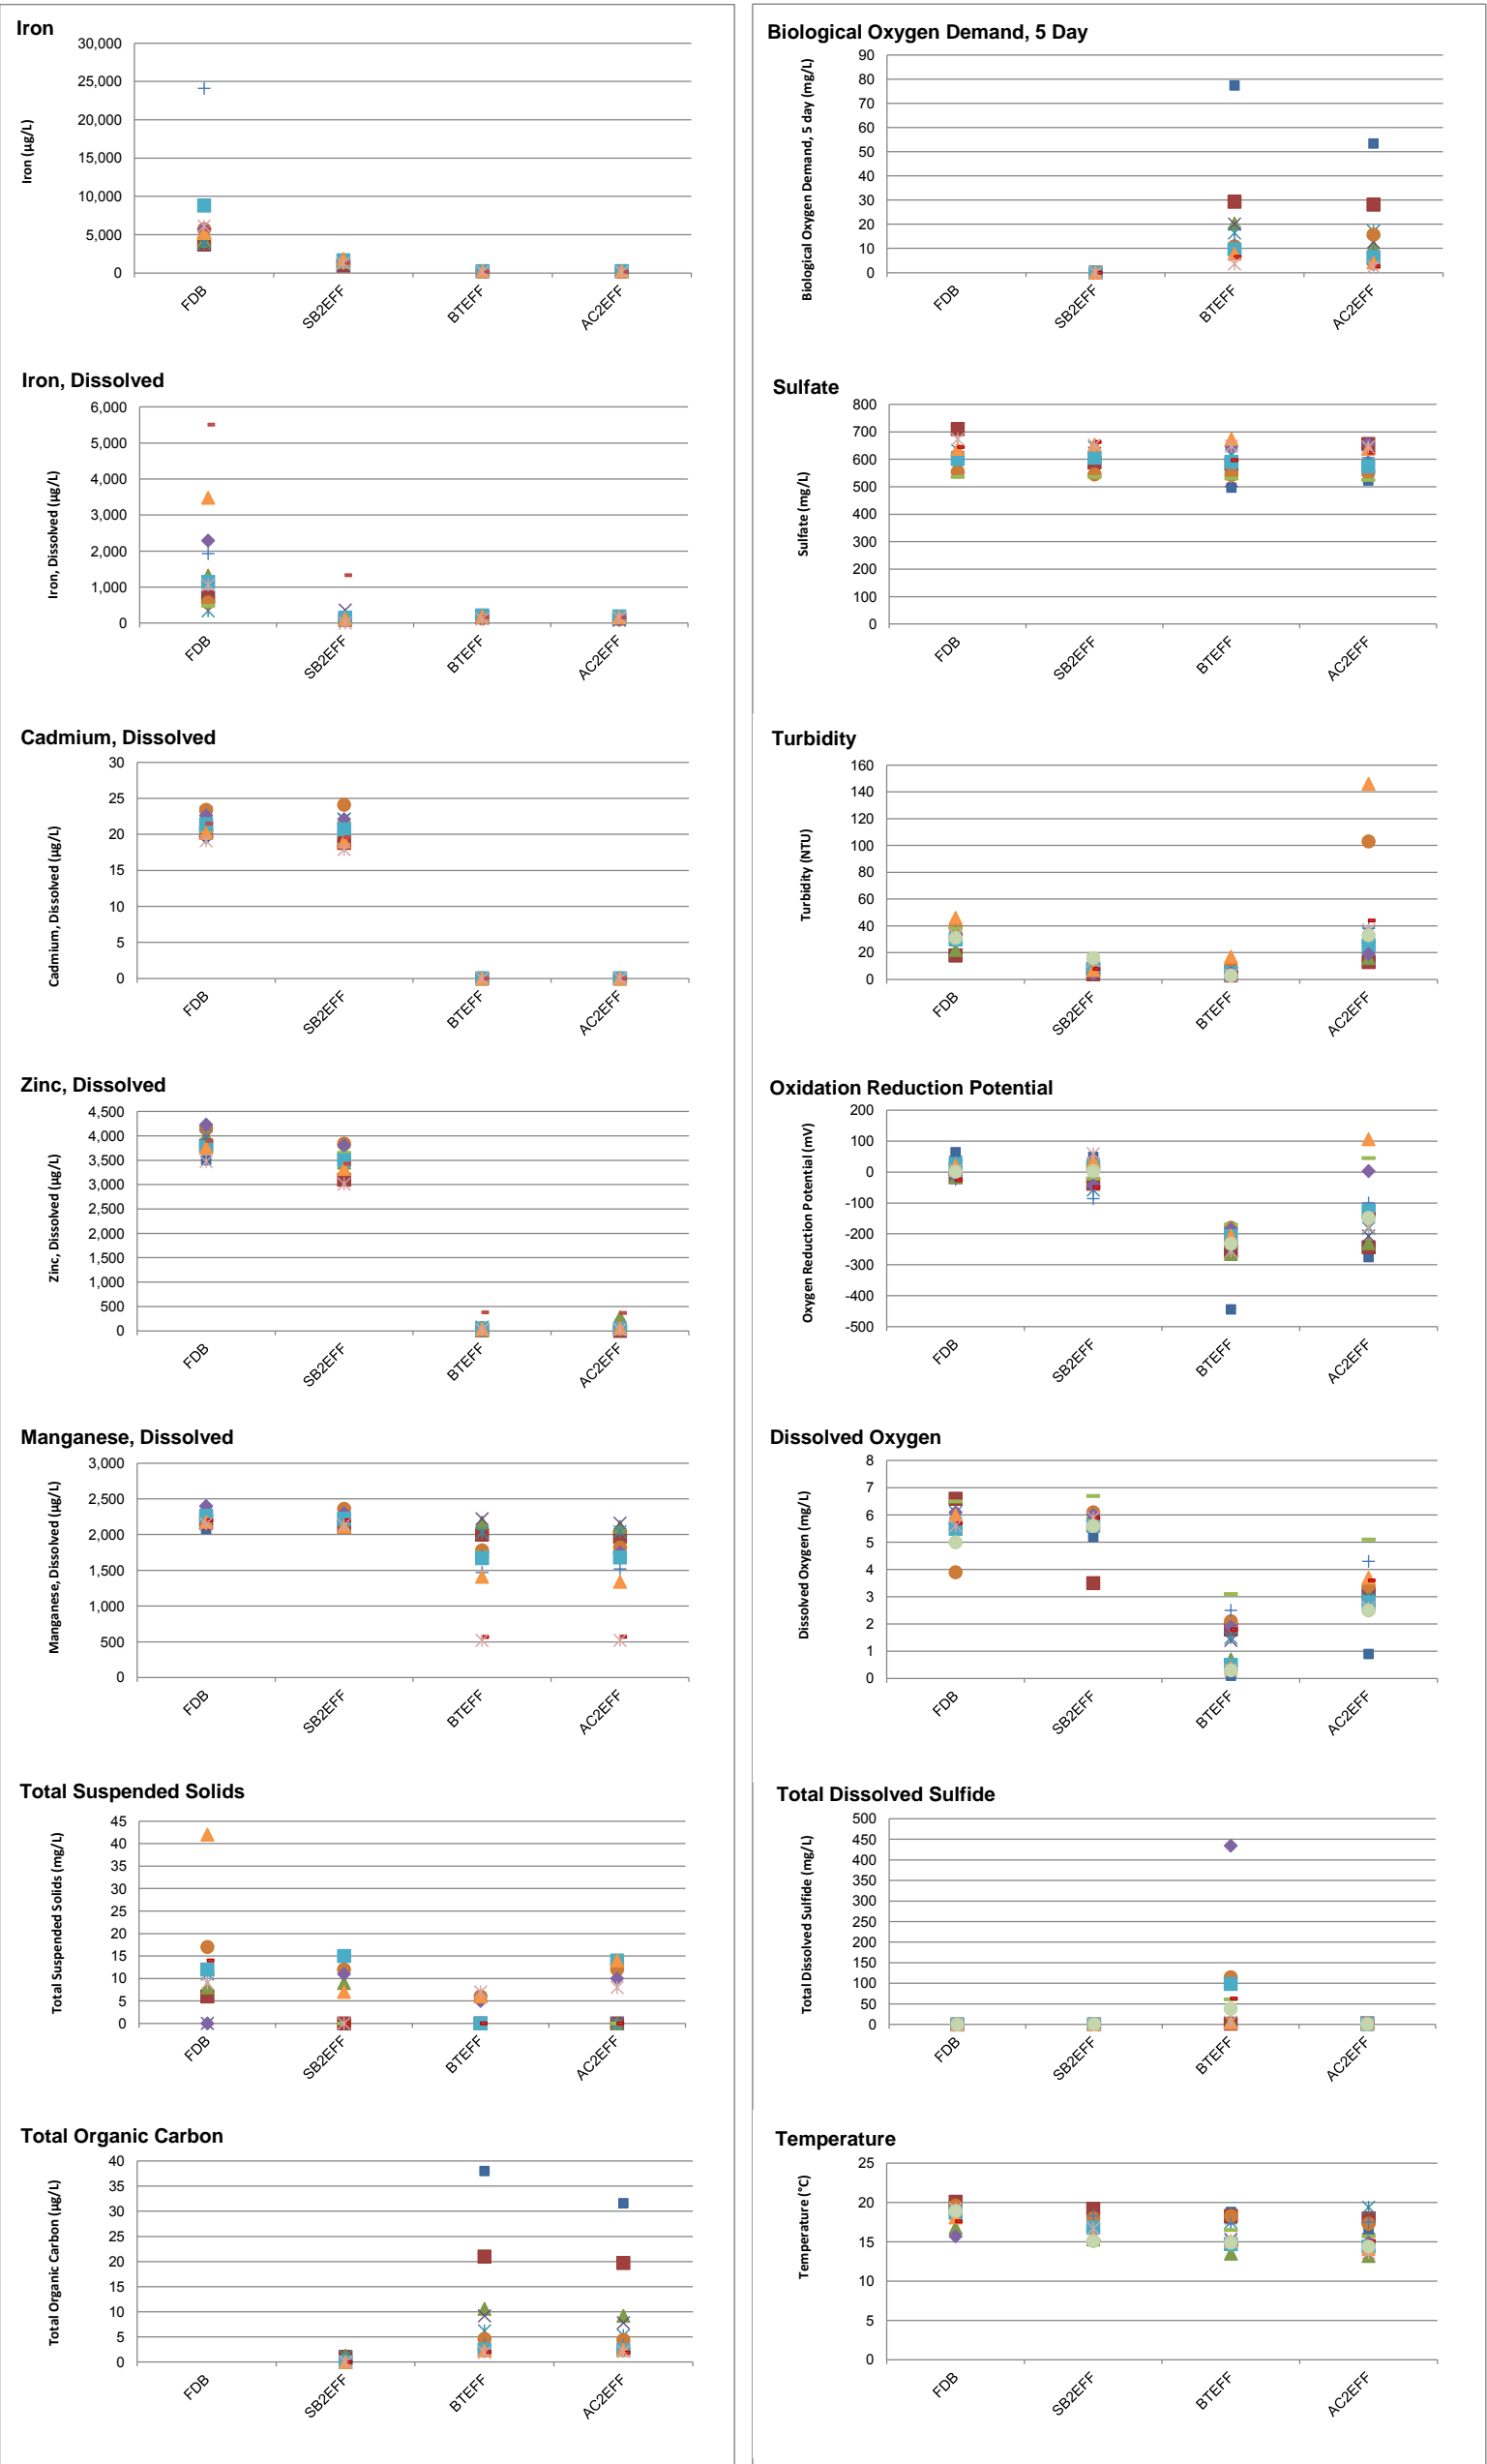 Iron
Iron (µg/L)
30,000
25,000
20,000
15,000
10,000
5,000
0
FDB
SB2EFF
BTEFF
AC2EFF
Iron, Dissolved
Iron, Dissolved (µg/L)
6,000
5,000
4,000
3,000
2,000
1,000
0
FDB
SB2EFF
BTEFF
AC2EFF
Cadmium, Dissolved
Cadmium, Dissolved (µg/L)
30
25
20
15
10
5
0
FDB
SB2EFF
BTEFF
AC2EFF
Zinc, Dissolved
Zinc, Dissolved (µg/L)
4,500
4,000
3,500
3,000
2,500
2,000
1,500
1,000
500
0
FDB
SB2EFF
BTEFF
AC2EFF
Manganese, Dissolved
Manganese, Dissolved (µg/L)
3,000
2,500
2,000
1,500
1,000
500
0
FDB
SB2EFF
BTEFF
AC2EFF
Total Suspended Solids
Total Suspended Solids (mg/L)
45
40
35
30
25
20
15
10
5
0
FDB
SB2EFF
BTEFF
AC2EFF
Total Organic Carbon
Total Organic Carbon (µg/L)
40
35
30
25
20
15
10
5
0
FDB
SB2EFF
BTEFF
AC2EFF
Biological Oxygen Demand, 5 Day
Biological Oxygen Demand, 5 day (mg/L)
90
80
70
60
50
40
30
20
10
0
FDB
SB2EFF
BTEFF
AC2EFF
Sulfate
Sulfate (mg/L)
800
700
600
500
400
300
200
100
0
FDB
SB2EFF
BTEFF
AC2EFF
Turbidity
Turbidity (NTU)
160
140
120
100
80
60
40
20
0
FDB
SB2EFF
BTEFF
AC2EFF
Oxidation Reduction Potential
Oxygen Reduction Potential (mV)
200
100
0
-100
-200
-300
-400
-500
FDB
SB2EFF
BTEFF
AC2EFF
Dissolved Oxygen
Dissolved Oxygen (mg/L)
8
7
6
5
4
3
2
1
0
FDB
SB2EFF
BTEFF
AC2EFF
Total Dissolved Sulfide
Total Dissolved Sulfide (mg/L)
500
450
400
350
300
250
200
150
100
50
0
FDB
SB2EFF
BTEFF
AC2EFF
Temperature
Temperature (°C)
25
20
15
10
5
0
FDB
SB2EFF
BTEFF
AC2EFF